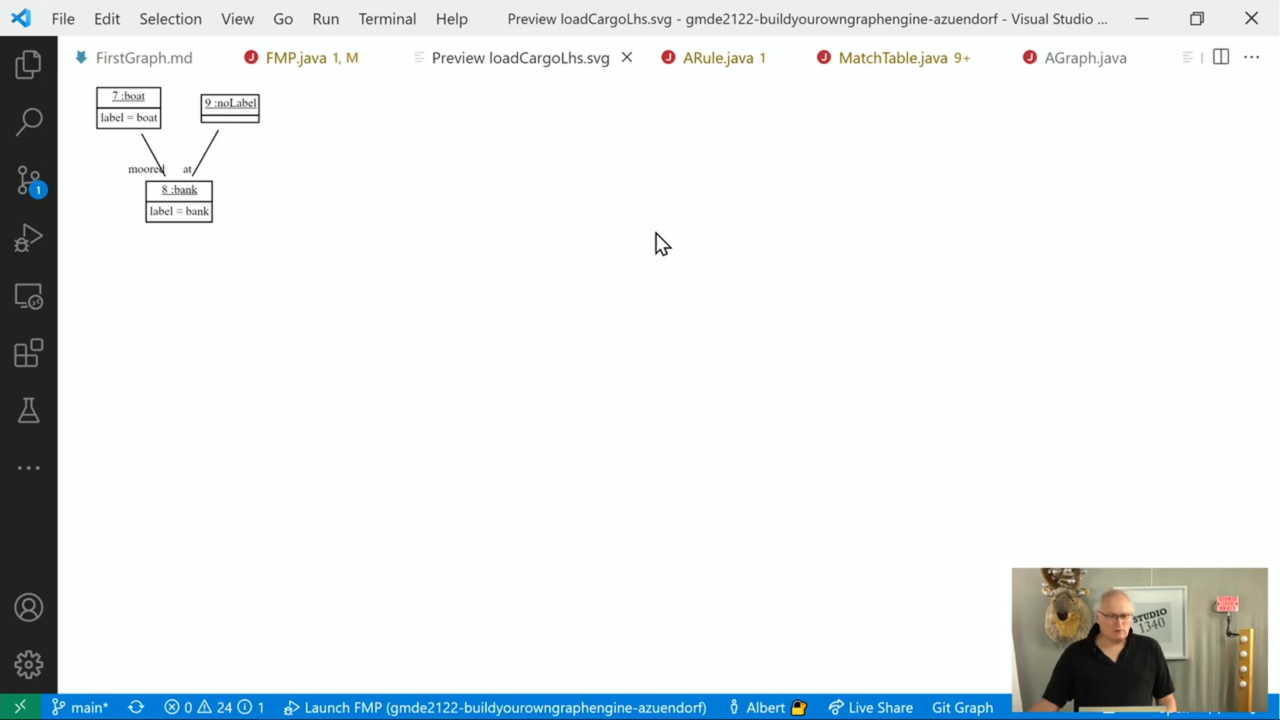 File Edit Selection View Go Run Terminal Help Preview loadCargoLhs.svg - gmde2122-buildyourowngraphengine-azuendorf - Visual Studio ...
FirstGraph.md FMP.java 1, M Preview loadCargoLhs.svg ARule.java 1 MatchTable.java 9+ AGraph.java
7 :boat
label = boat
9 :noLabel
moored at
8 :bank
label = bank
1
STUDIO
1340
main* 0 24 1 Launch FMP (gmde2122-buildyourowngraphengine-azuendorf) Albert Live Share Git Graph